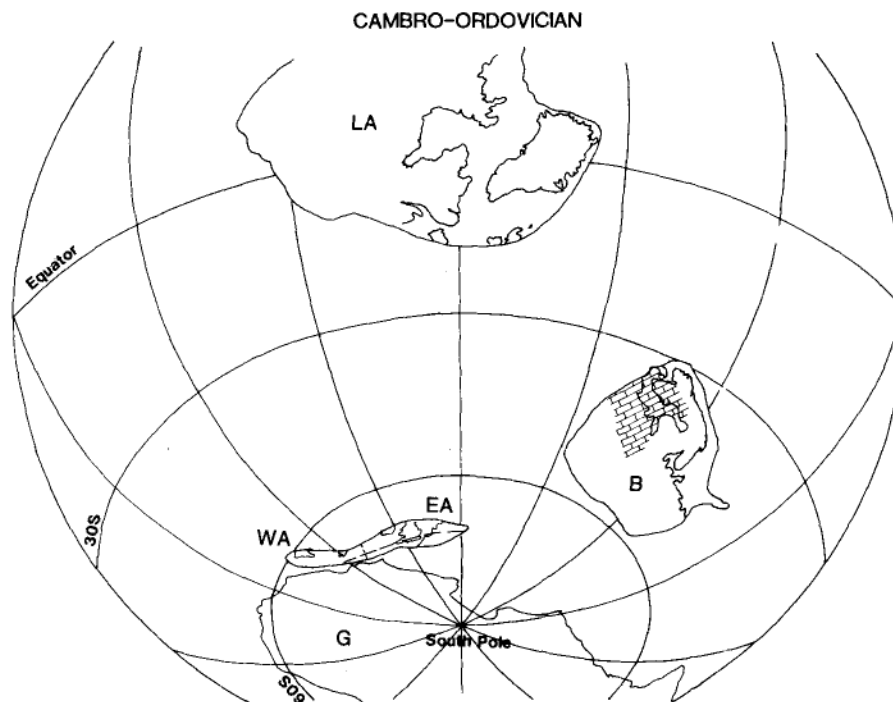 CAMBRO-ORDOVICIAN
LA
Equator
B
30S
EA
WA
G
South Pole
60S